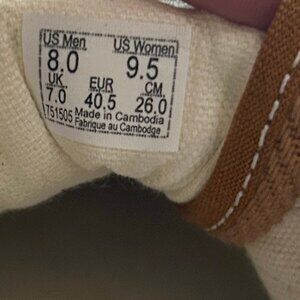 US Men US Women
8.0 9.5
UK EUR CM
7.0 40.5 26.0
751505 Made in Cambodia
Fabrique au Cambodge